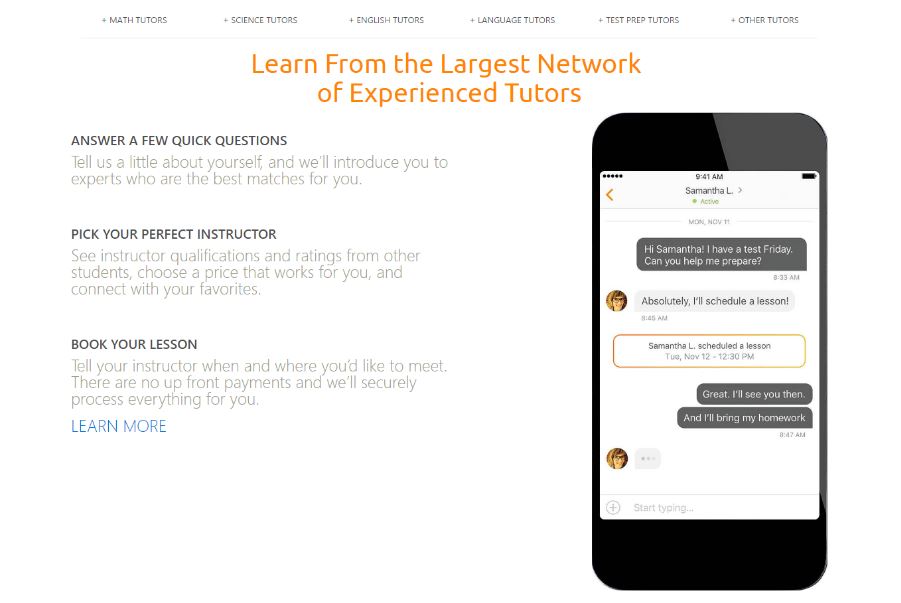 + MATH TUTORS
+ SCIENCE TUTORS
+ ENGLISH TUTORS
+ LANGUAGE TUTORS
+ TEST PREP TUTORS
+ OTHER TUTORS
Learn From the Largest Network
of Experienced Tutors
ANSWER A FEW QUICK QUESTIONS
Tell us a little about yourself, and we'll introduce you to
experts who are the best matches for you.
PICK YOUR PERFECT INSTRUCTOR
See instructor qualifications and ratings from other
students, choose a price that works for you, and
connect with your favorites.
BOOK YOUR LESSON
Tell your instructor when and where you'd like to meet.
There are no up front payments and we'll securely
process everything for you.
LEARN MORE
9:41 AM
Samantha L. >
Active
MON, NOV 11
Hi Samantha! I have a test Friday.
Can you help me prepare?
8:33 AM
Absolutely, I'll schedule a lesson!
8:45 AM
Samantha L. scheduled a lesson
Tue, Nov 12 - 12:30 PM
Great. I'll see you then.
And I'll bring my homework
8:47 AM
Start typing...